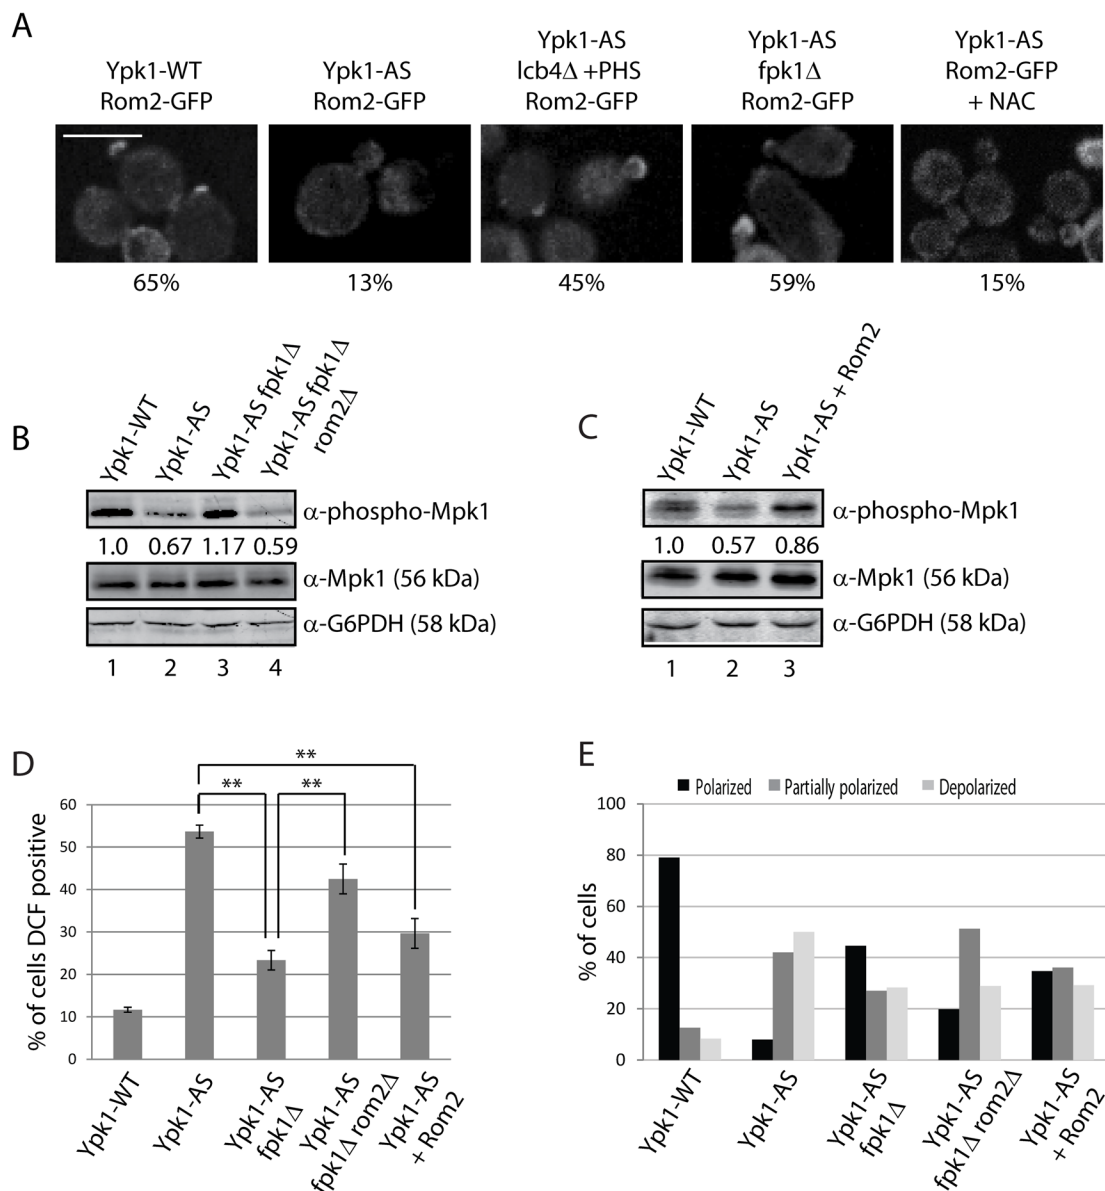 A
Ypk1-WT
Rom2-GFP
Ypk1-AS
Rom2-GFP
Ypk1-AS
lcb4Δ +PHS
Rom2-GFP
Ypk1-AS
fpk1Δ
Rom2-GFP
Ypk1-AS
Rom2-GFP
+ NAC
65%
13%
45%
59%
15%
B
Ypk1-WT
Ypk1-AS
Ypk1-AS fpk1Δ
Ypk1-AS fpk1Δ
rom2Δ
α-phospho-Mpk1
1.0 0.67 1.17 0.59
α-Mpk1 (56 kDa)
α-G6PDH (58 kDa)
1 2 3 4
C
Ypk1-WT
Ypk1-AS
Ypk1-AS + Rom2
α-phospho-Mpk1
1.0 0.57 0.86
α-Mpk1 (56 kDa)
α-G6PDH (58 kDa)
1 2 3
D
**
** **
% of cells DCF positive
60
50
40
30
20
10
0
Ypk1-WT
Ypk1-AS
Ypk1-AS
fpk1Δ
Ypk1-AS
fpk1Δ rom2Δ
Ypk1-AS
+ Rom2
E
Polarized Partially polarized Depolarized
% of cells
100
80
60
40
20
0
Ypk1-WT
Ypk1-AS
Ypk1-AS
fpk1Δ
Ypk1-AS
fpk1Δ rom2Δ
Ypk1-AS
+ Rom2